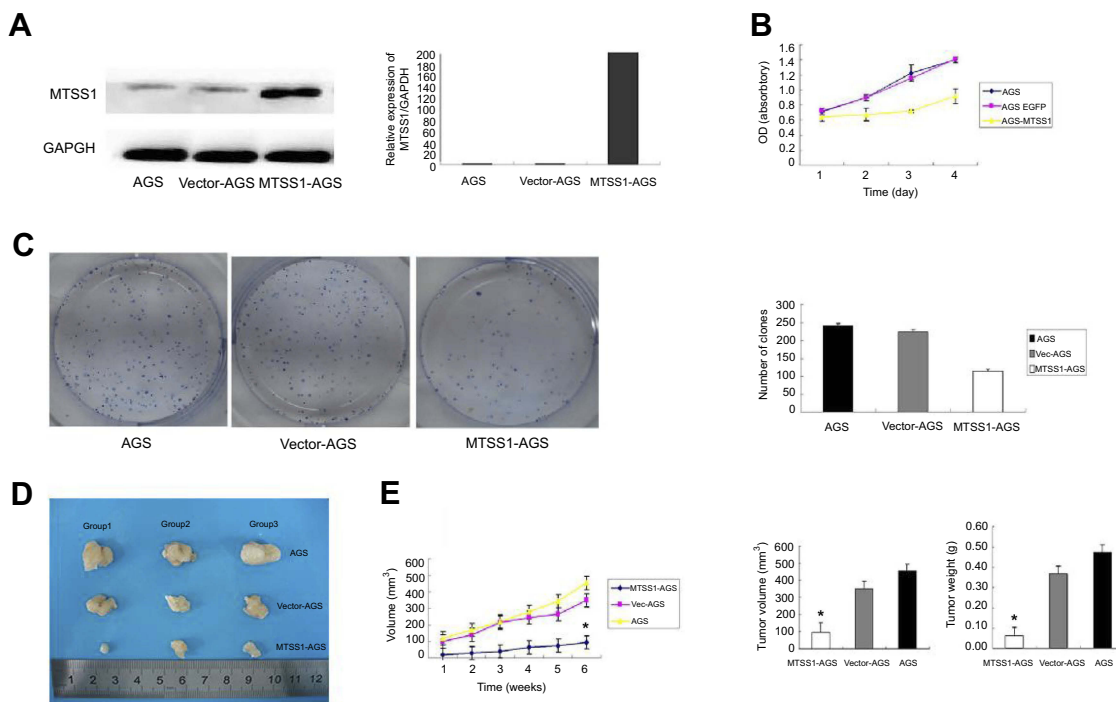 A
MTSS1
GAPGH
AGS Vector-AGS MTSS1-AGS
Relative expression of
MTSS1/GAPDH
200
180
160
140
120
100
80
60
40
20
0
AGS Vector-AGS MTSS1-AGS
B
OD (absorbtory)
1.6
1.4
1.2
1.0
0.8
0.6
0.4
0.2
0
1 2 3 4
Time (day)
AGS
AGS EGFP
AGS-MTSS1
C
AGS Vector-AGS MTSS1-AGS
Number of clones
300
250
200
150
100
50
0
AGS Vector-AGS MTSS1-AGS
AGS
Vec-AGS
MTSS1-AGS
D
Group1 Group2 Group3
AGS
Vector-AGS
MTSS1-AGS
1 2 3 4 5 6 7 8 9 10 11 12
E
Volume (mm3
)
600
500
400
300
200
100
0
*
1 2 3 4 5 6
Time (weeks)
MTSS1-AGS
Vec-AGS
AGS
Tumor volume (mm3)
600
500
400
300
200
100
0
*
MTSS1-AGS Vector-AGS AGS
Tumor weight (g)
0.60
0.50
0.40
0.30
0.20
0.10
0.00
*
MTSS1-AGS Vector-AGS AGS